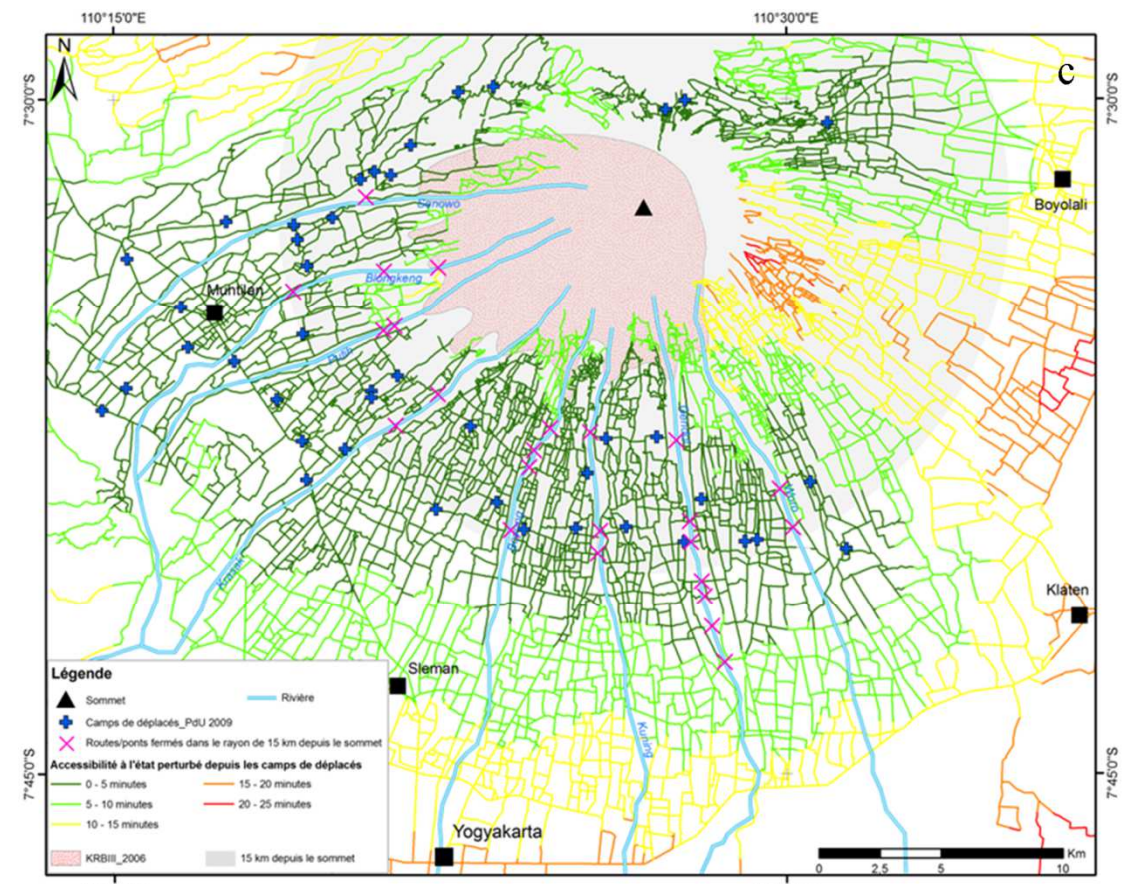 110°15'0"E
110°30'0"E
N
C
7°30'0"S
7°30'0"S
Senowo
Boyolali
Blongkeng
Muntilan
Putih
Gendol
Woro
Boyong
Krasak
Klaten
Sleman
Kuning
7°45'0"S
7°45'0"S
Yogyakarta
Légende
Sommet
Rivière
Camps de déplacés_PdU 2009
Routes/ponts fermés dans le rayon de 15 km depuis le sommet
Accessibilité à l'état perturbé depuis les camps de déplacés
0 - 5 minutes
15 - 20 minutes
5 - 10 minutes
20 - 25 minutes
10 - 15 minutes
KRBIII_2006
15 km depuis le sommet
Km
0 2,5 5 10